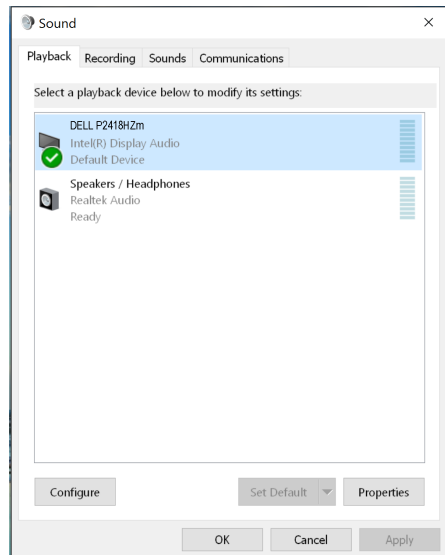 Sound
Playback Recording Sounds Communications
Select a playback device below to modify its settings:
DELL P2418HZm
Intel(R) Display Audio
Default Device
Speakers / Headphones
Realtek Audio
Ready
Configure Set Default Properties
OK Cancel Apply